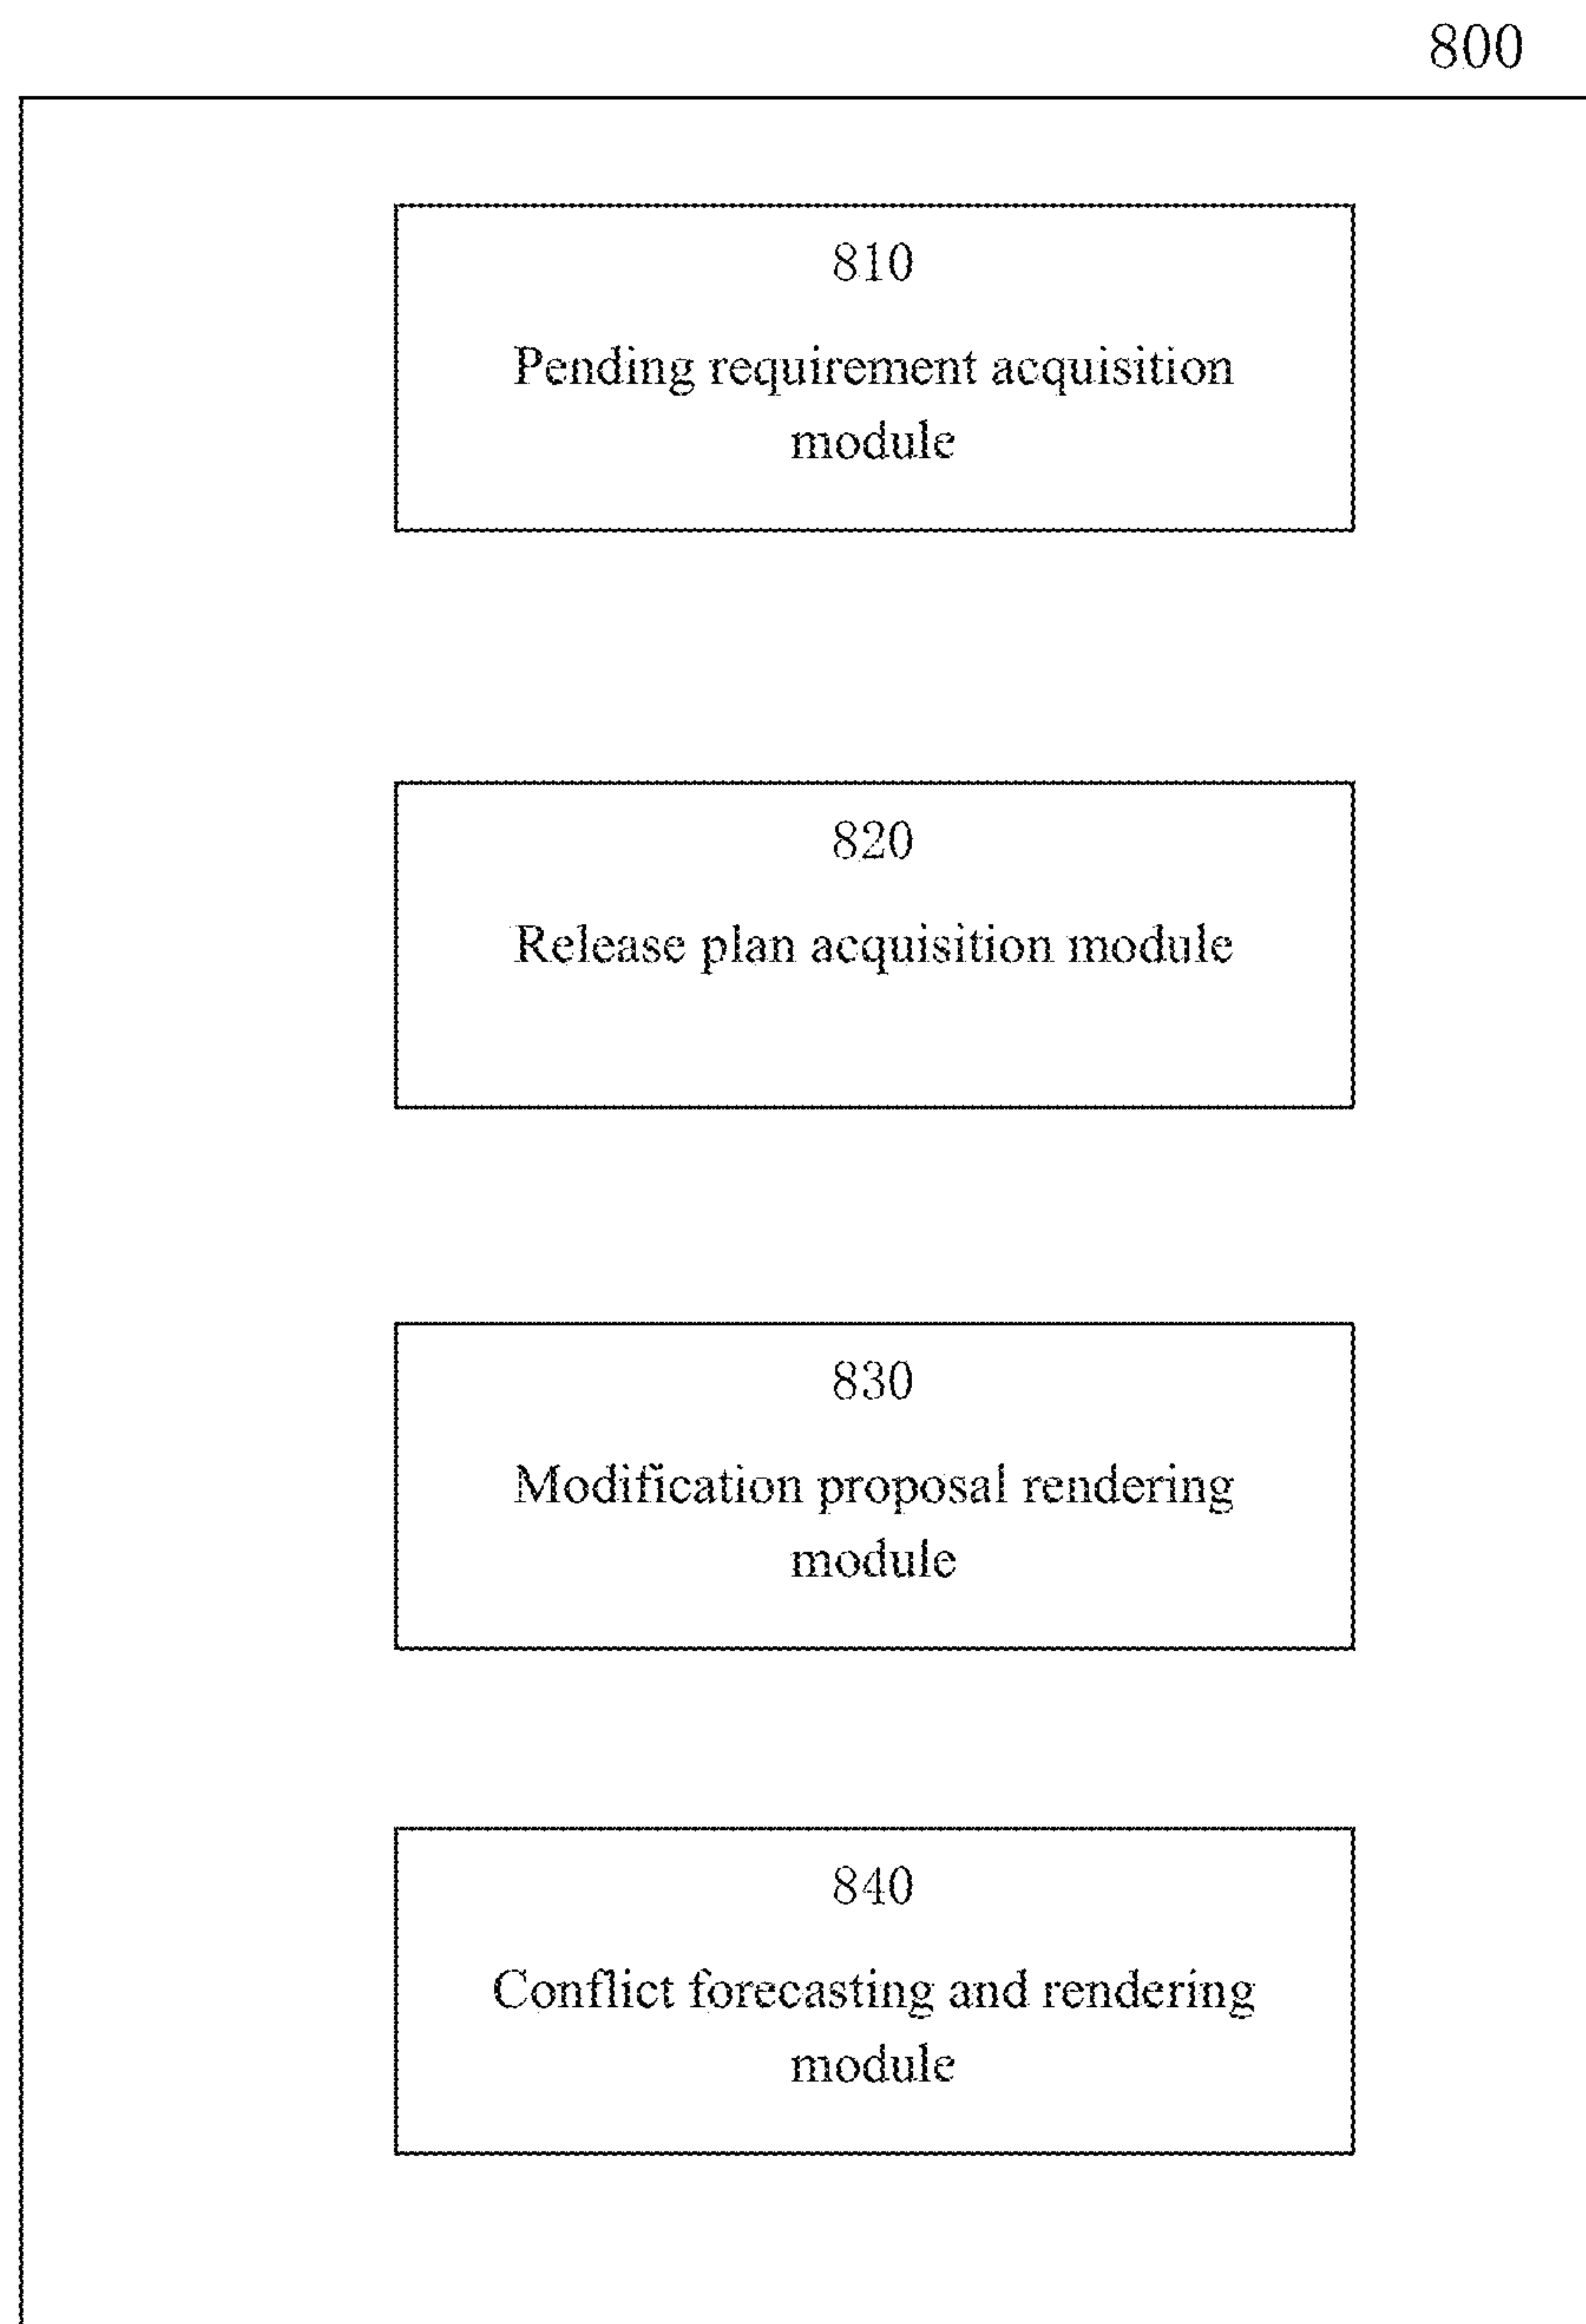 800
810
Pending requirement acquisition
module
820
Release plan acquisition module
830
Modification proposal rendering
module
840
Conflict forecasting and rendering
module